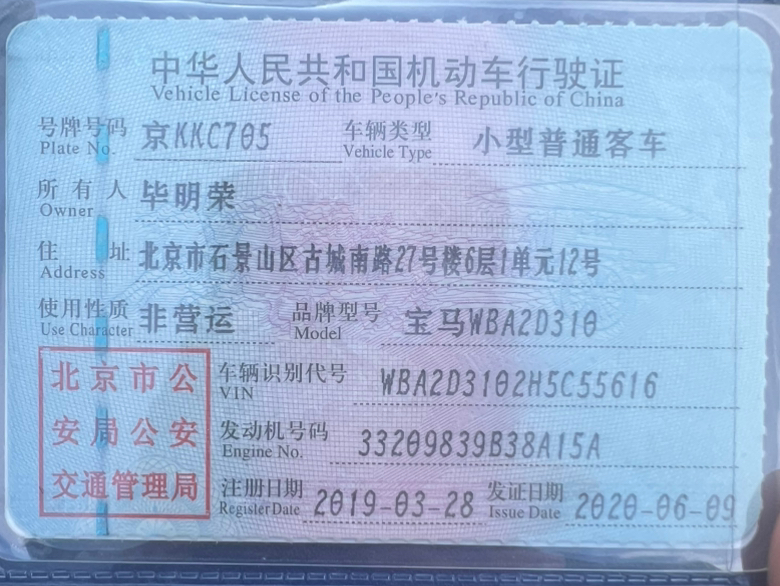 中华人民共和国机动车行驶证
Vehicle License of the People's Republic of China
号牌号码 京KKC705 车辆类型 小型普通客车
Plate No. Vehicle Type
所有人 毕明荣
Owner
住址 北京市石景山区古城南路27号楼6层1单元12号
Address
使用性质 非营运 品牌型号 宝马WBA2D310
Use Character Model
北京市公 车辆识别代号 WBA2D3102H5C55616
VIN
安局公安 发动机号码 33209839B38A15A
Engine No.
交通管理局 注册日期 2019-03-28 发证日期 2020-06-09
Register Date Issue Date